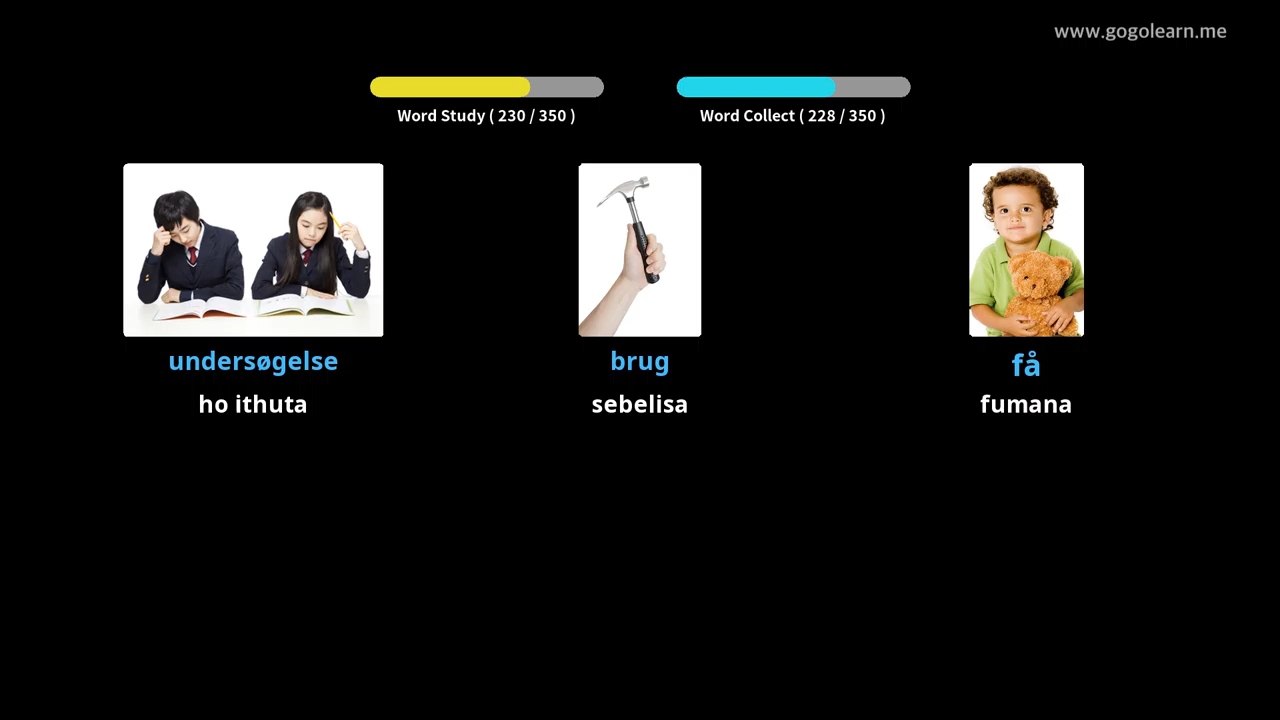 www.gogolearn.me
Word Study ( 230 / 350 )
Word Collect ( 228 / 350 )
undersøgelse
brug
få
ho ithuta
sebelisa
fumana